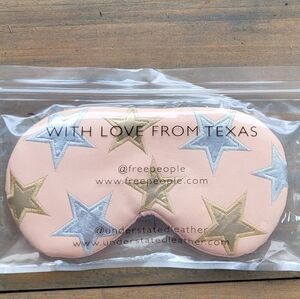 WITH LOVE FROM TEXAS
@freepeople
www.freepeople.com
@understatedleather
www.understatedleather.com